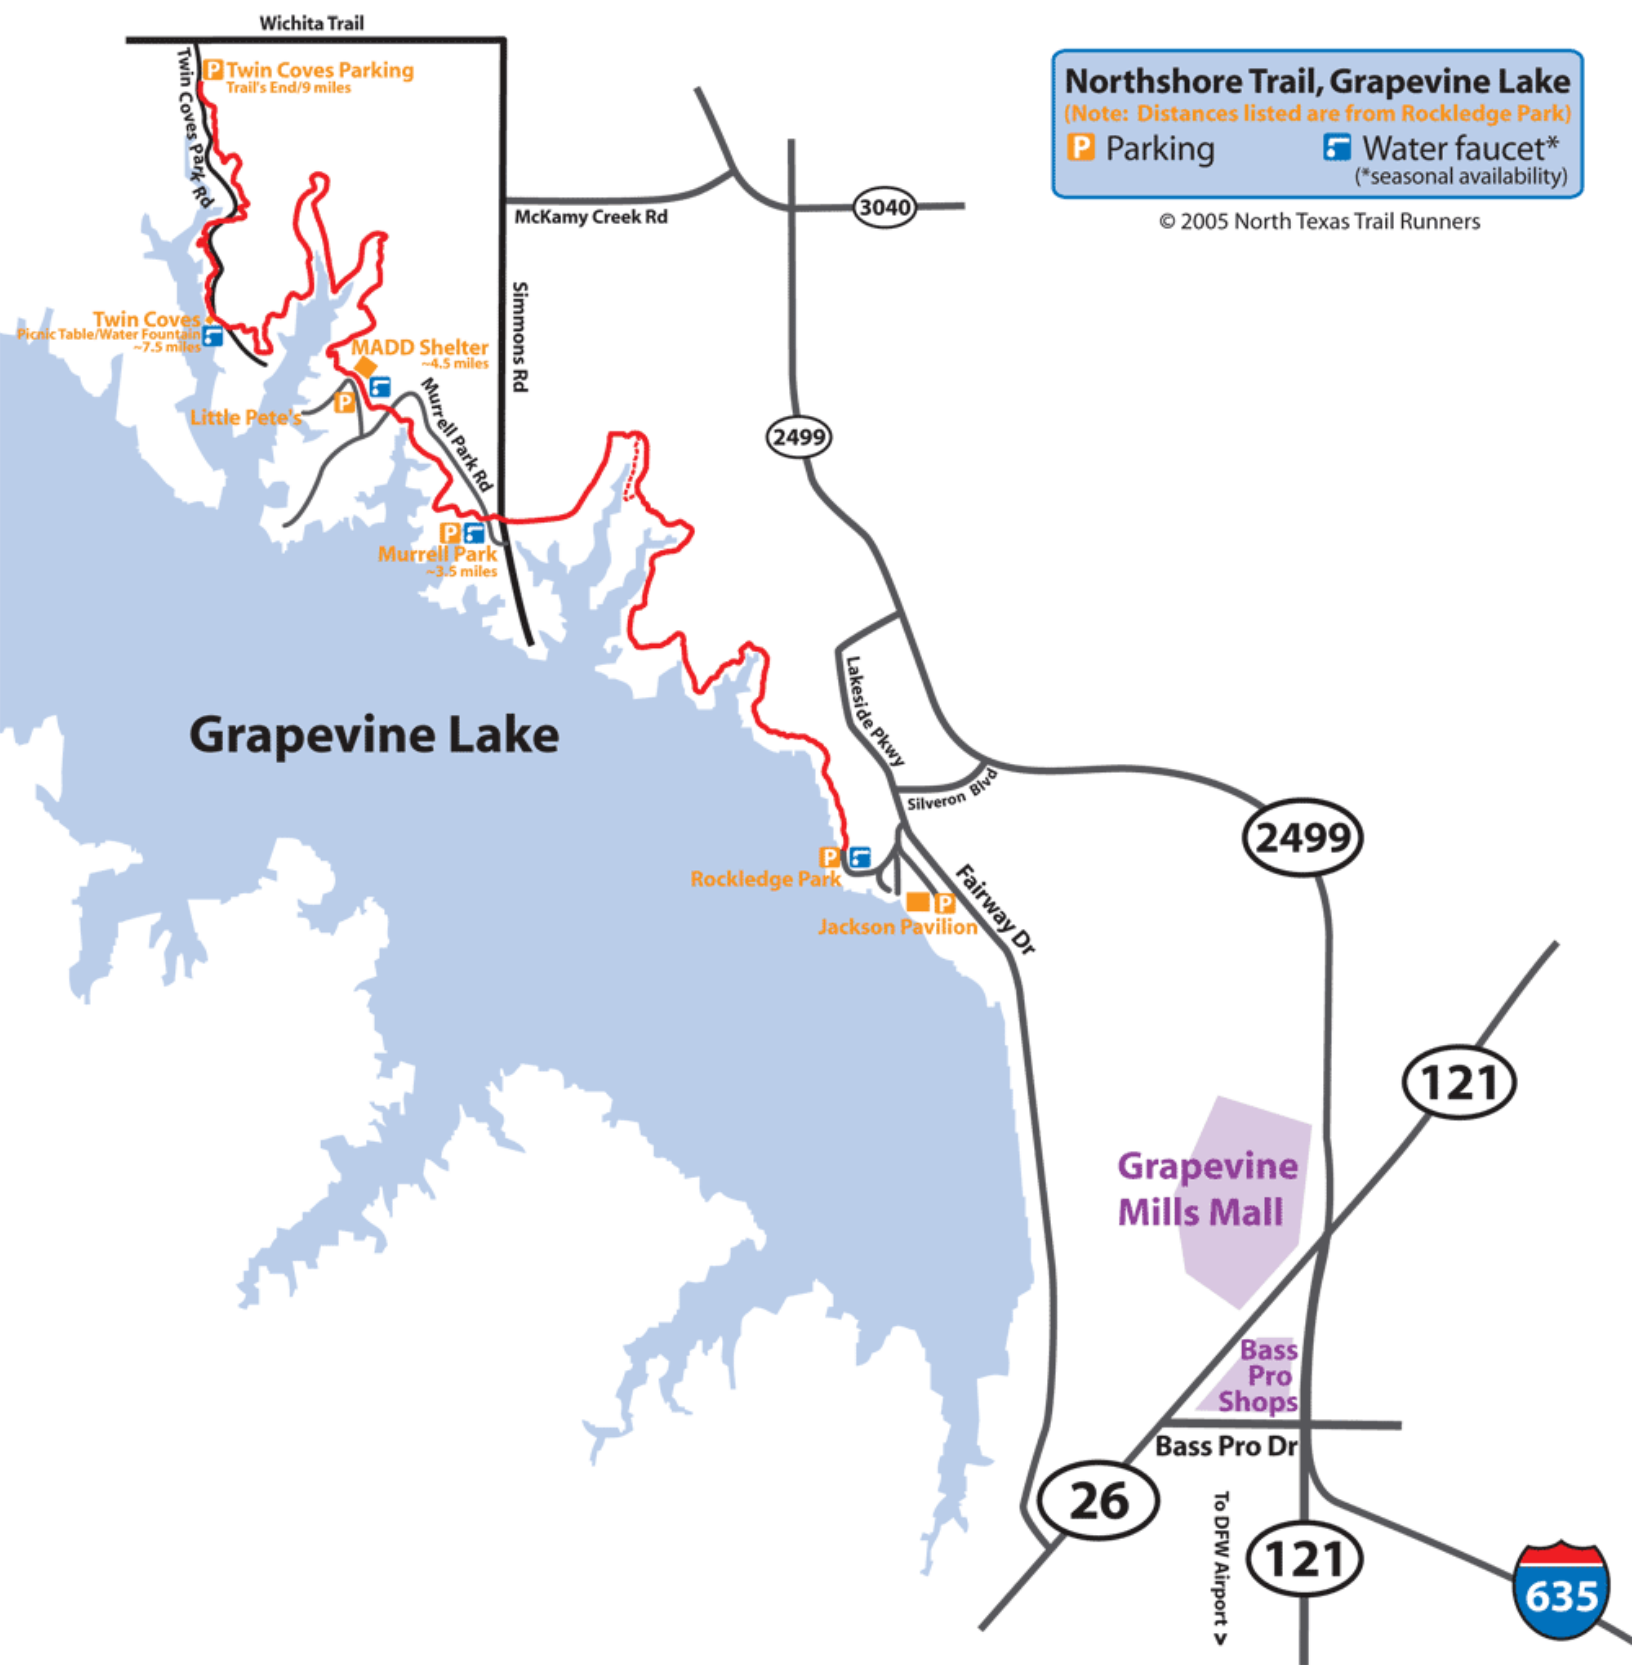 Wichita Trail
Twin Coves Park Rd
P Twin Coves Parking
Trail's End/9 miles
Northshore Trail, Grapevine Lake
(Note: Distances listed are from Rockledge Park)
P Parking
Water faucet*
(*seasonal availability)
© 2005 North Texas Trail Runners
McKamy Creek Rd
3040
Simmons Rd
Twin Coves
Picnic Table/Water Fountain
~7.5 miles
MADD Shelter
~4.5 miles
P
Little Pete's
Murrell Park Rd
2499
P
Murrell Park
~3.5 miles
Lakeside Pkwy
Grapevine Lake
Silveron Blvd
2499
P
Rockledge Park
Fairway Dr
P
Jackson Pavilion
121
Grapevine
Mills Mall
Bass
Pro
Shops
Bass Pro Dr
26
To DFW Airport >
121
635